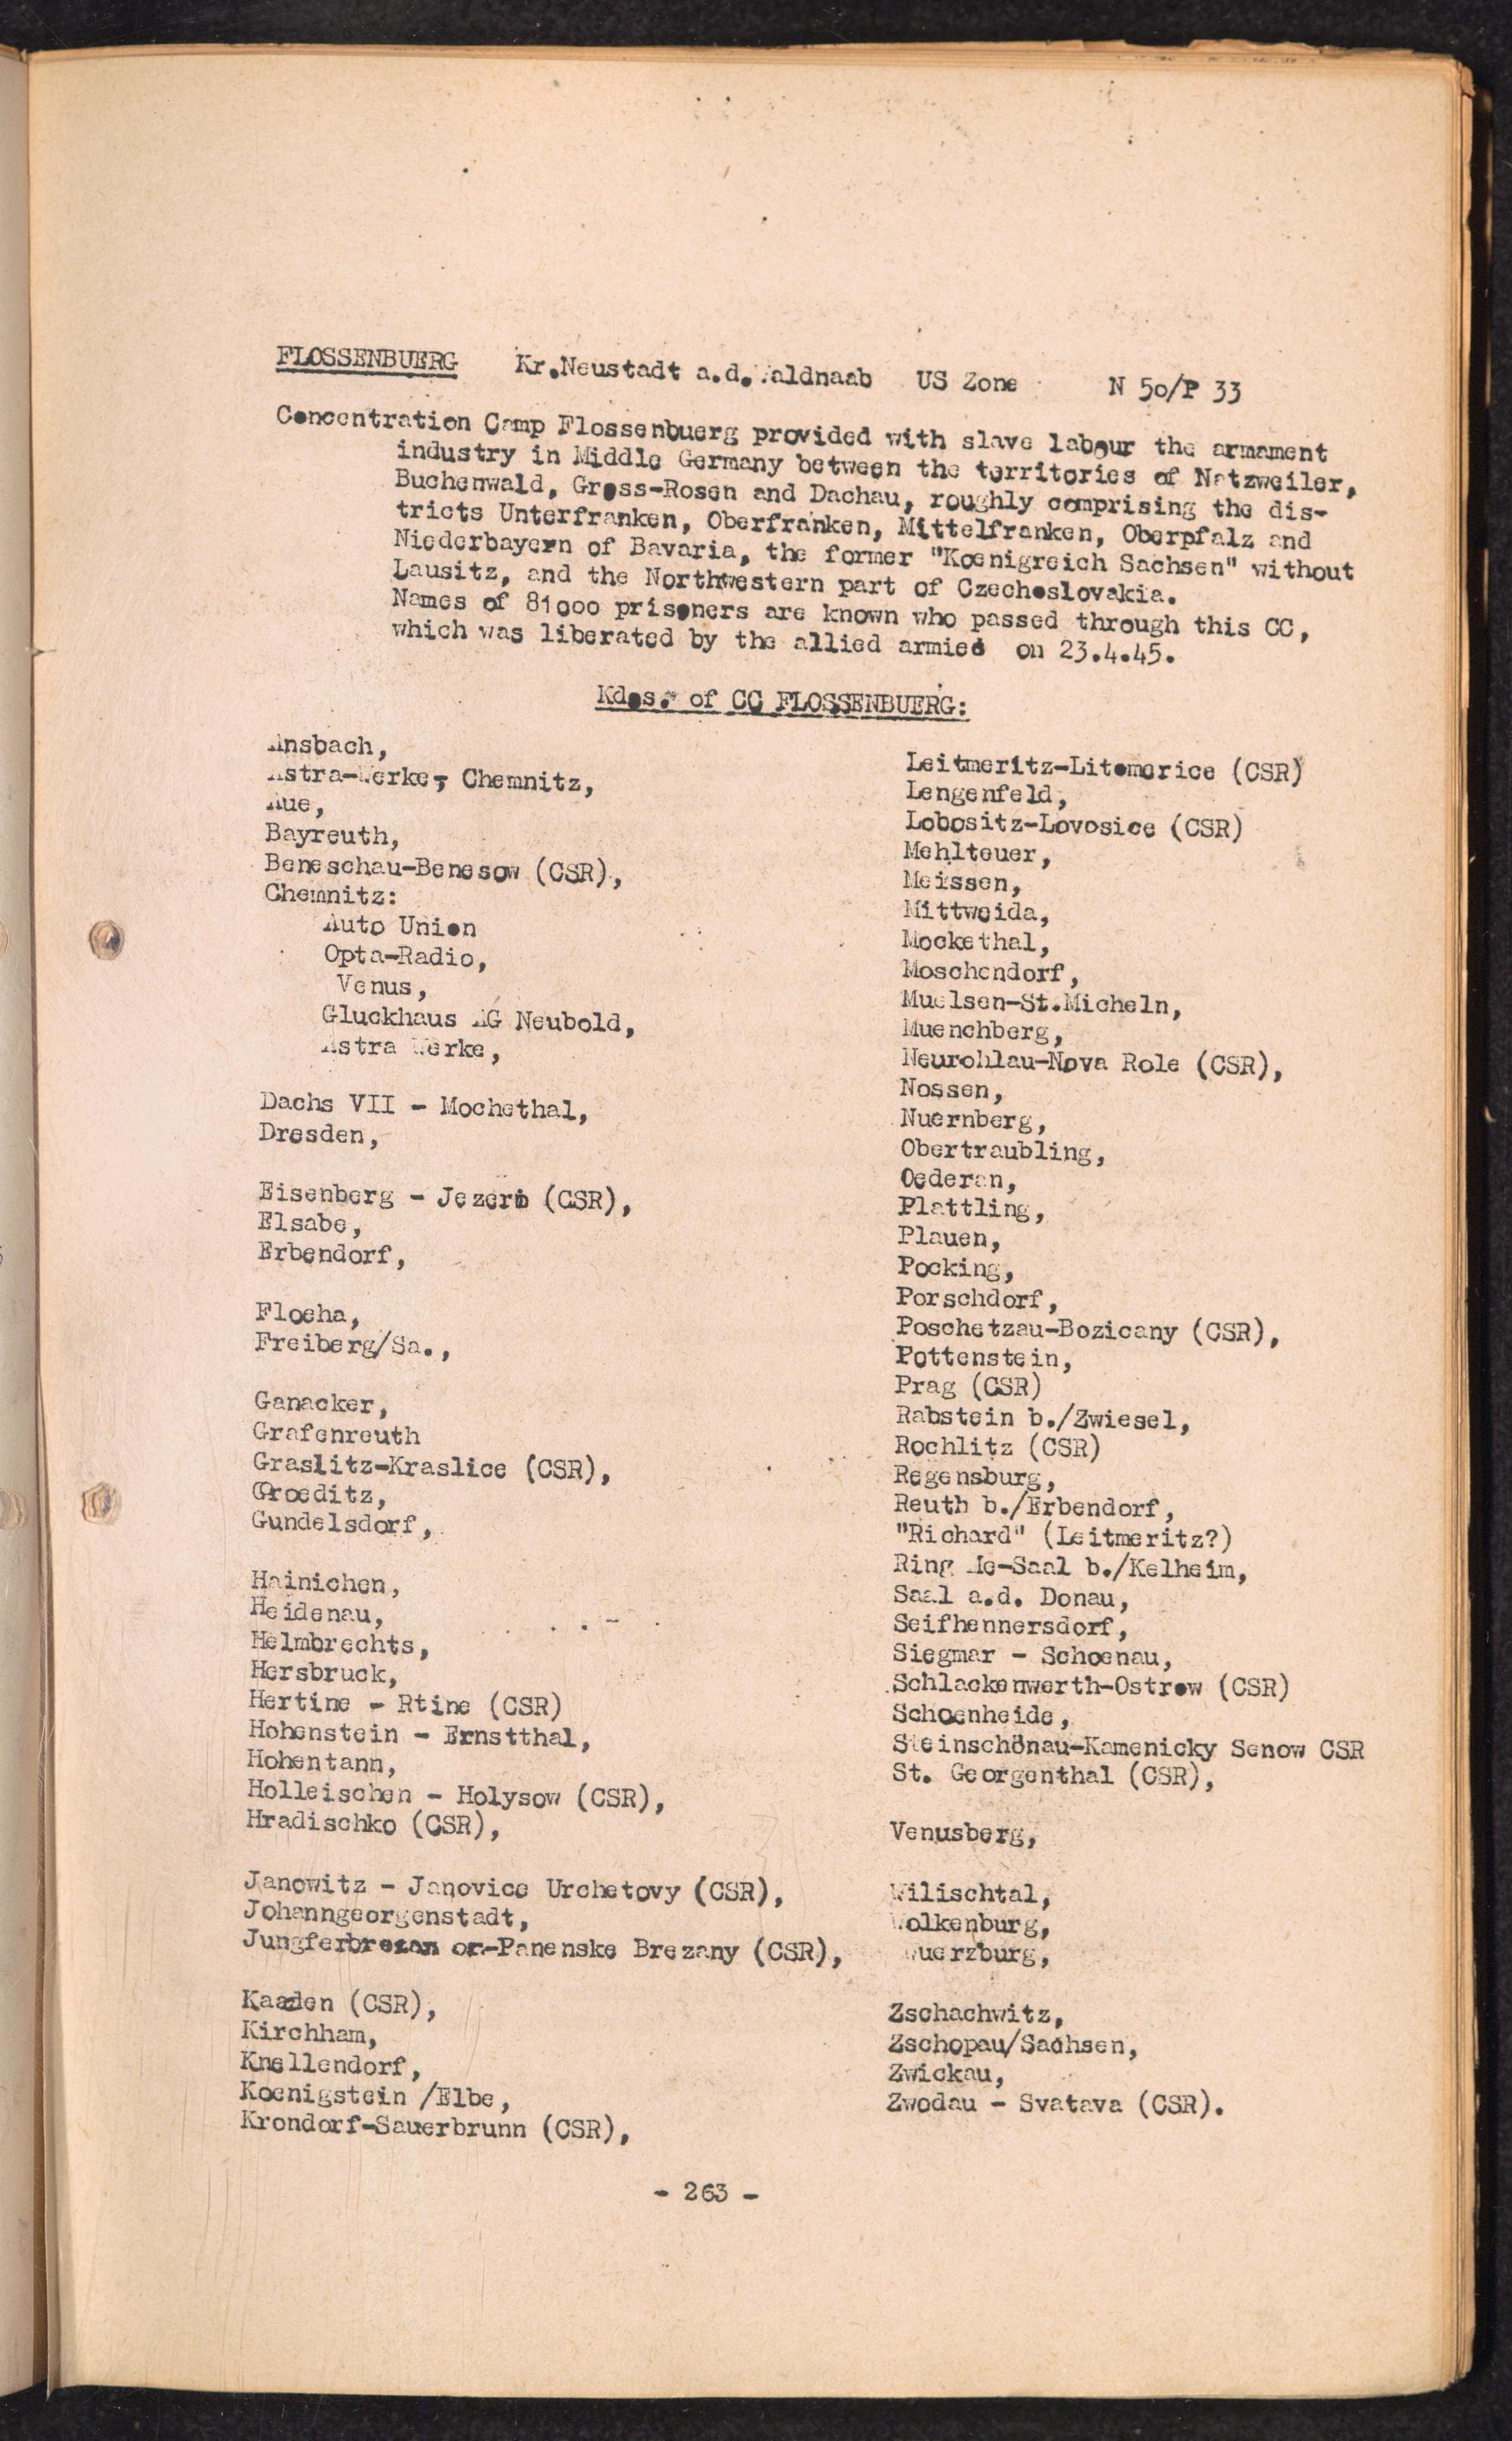 FLOSSENBUERG Kr.Neustadt a.d.Waldnaab US Zone N 50/P 33
Concentration Camp Flossenbuerg provided with slave labour the armament
industry in Middle Germany between the territories of Natzweiler,
Buchenwald, Gross-Rosen and Dachau, roughly comprising the dis-
tricts Unterfranken, Oberfranken, Mittelfranken, Oberpfalz and
Niederbayern of Bavaria, the former "Koenigreich Sachsen" without
Lausitz, and the Northwestern part of Czechoslovakia.
Names of 81000 prisoners are known who passed through this CC,
which was liberated by the allied armies on 23.4.45.
Kdos. of CC FLOSSENBUERG:
Ansbach,
Astra-Werke, Chemnitz,
Aue,
Bayreuth,
Beneschau-Benesow (CSR),
Chemnitz:
Auto Union
Opta-Radio,
Venus,
Gluckhaus AG Neubold,
Astra Werke,
Dachs VII - Mochethal,
Dresden,
Eisenberg - Jezeri (CSR),
Elsabe,
Erbendorf,
Floeha,
Freiberg/Sa.,
Ganacker,
Grafenreuth
Graslitz-Kraslice (CSR),
Groeditz,
Gundelsdorf,
Hainichen,
Heidenau,
Helmbrechts,
Hersbruck,
Hertine - Rtine (CSR)
Hohenstein - Ernstthal,
Hohentann,
Holleischen - Holysow (CSR),
Hradischko (CSR),
Janowitz - Janovice Urchetovy (CSR),
Johanngeorgenstadt,
Jungferbrezan -Panenske Brezany (CSR),
Kaaden (CSR),
Kirchham,
Knellendorf,
Koenigstein /Elbe,
Krondorf-Sauerbrunn (CSR),
Leitmeritz-Litomerice (CSR)
Lengenfeld,
Lobositz-Lovosice (CSR)
Mehlteuer,
Meissen,
Mittweida,
Mockethal,
Moschendorf,
Muelsen-St.Micheln,
Muenchberg,
Neurohlau-Nova Role (CSR),
Nossen,
Nuernberg,
Obertraubling,
Oederan,
Plattling,
Plauen,
Pocking,
Porschdorf,
Poschetzau-Bozicany (CSR),
Pottenstein,
Prag (CSR)
Rabstein b./Zwiesel,
Rochlitz (CSR)
Regensburg,
Reuth b./Erbendorf,
"Richard" (Leitmeritz?)
Ring Me-Saal b./Kelheim,
Saal a.d. Donau,
Seifhennersdorf,
Siegmar - Schoenau,
Schlackenwerth-Ostrow (CSR)
Schoenheide,
Steinschönau-Kamenicky Senow CSR
St. Georgenthal (CSR),
Venusberg,
Wilischtal,
Wolkenburg,
Wuerzburg,
Zschachwitz,
Zschopau/Sachsen,
Zwickau,
Zwodau - Svatava (CSR).
- 263 -